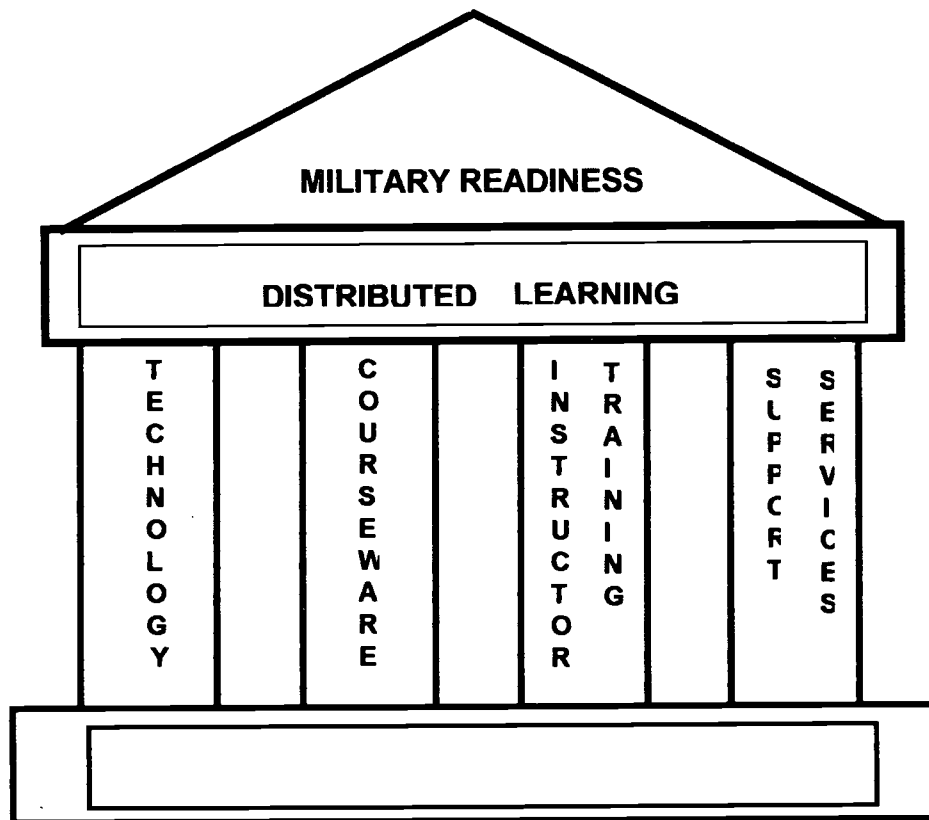 MILITARY READINESS
DISTRIBUTED LEARNING
TECHNOLOGY
COURSEWARE
INSTRUCTOR
TRAINING
SUPPORT
SERVICES